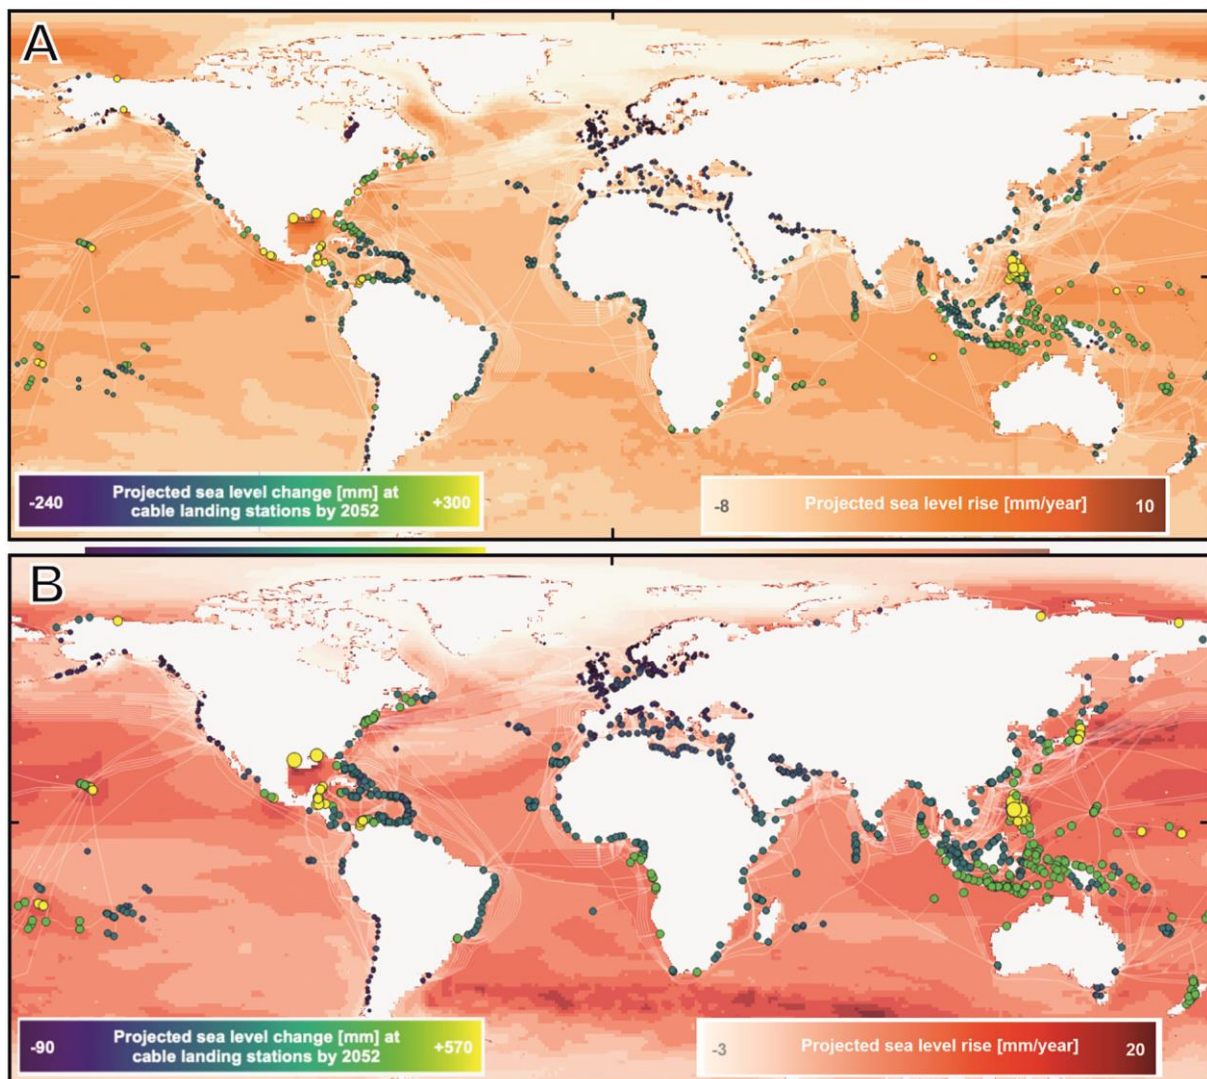 A
-240
Projected sea level change [mm] at
cable landing stations by 2052
+300
-8
Projected sea level rise [mm/year]
10
B
-90
Projected sea level change [mm] at
cable landing stations by 2052
+570
-3
Projected sea level rise [mm/year]
20